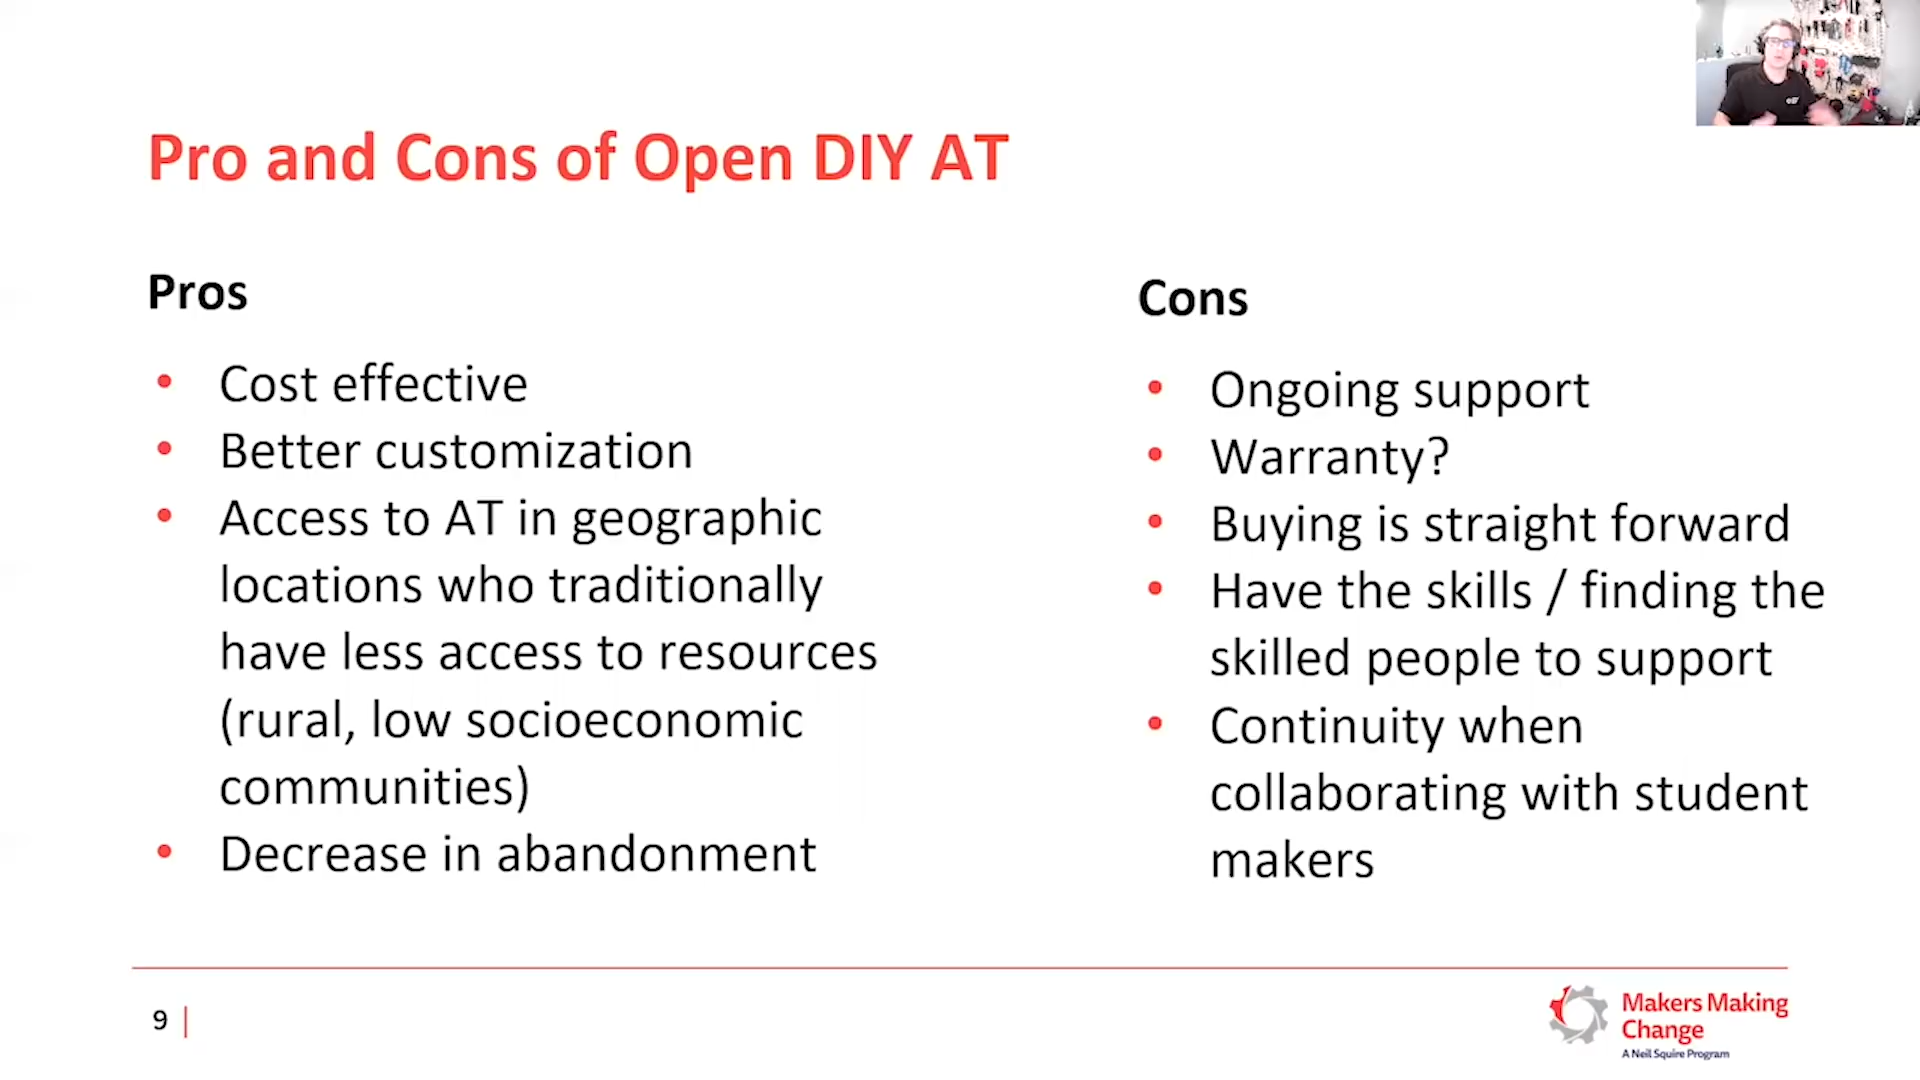 Pro and Cons of Open DIY AT
Pros
Cost effective
Better customization
Access to AT in geographic
locations who traditionally
have less access to resources
(rural, low socioeconomic
communities)
Decrease in abandonment
Cons
Ongoing support
Warranty?
Buying is straight forward
Have the skills / finding the
skilled people to support
Continuity when
collaborating with student
makers
9
Makers Making
Change
A Neil Squire Program